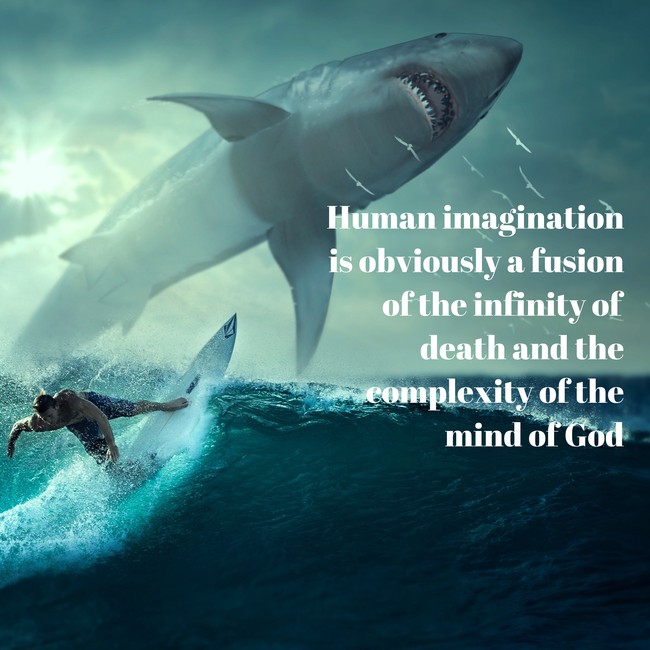 Human imagination
is obviously a fusion
of the infinity of
death and the
complexity of the
mind of God